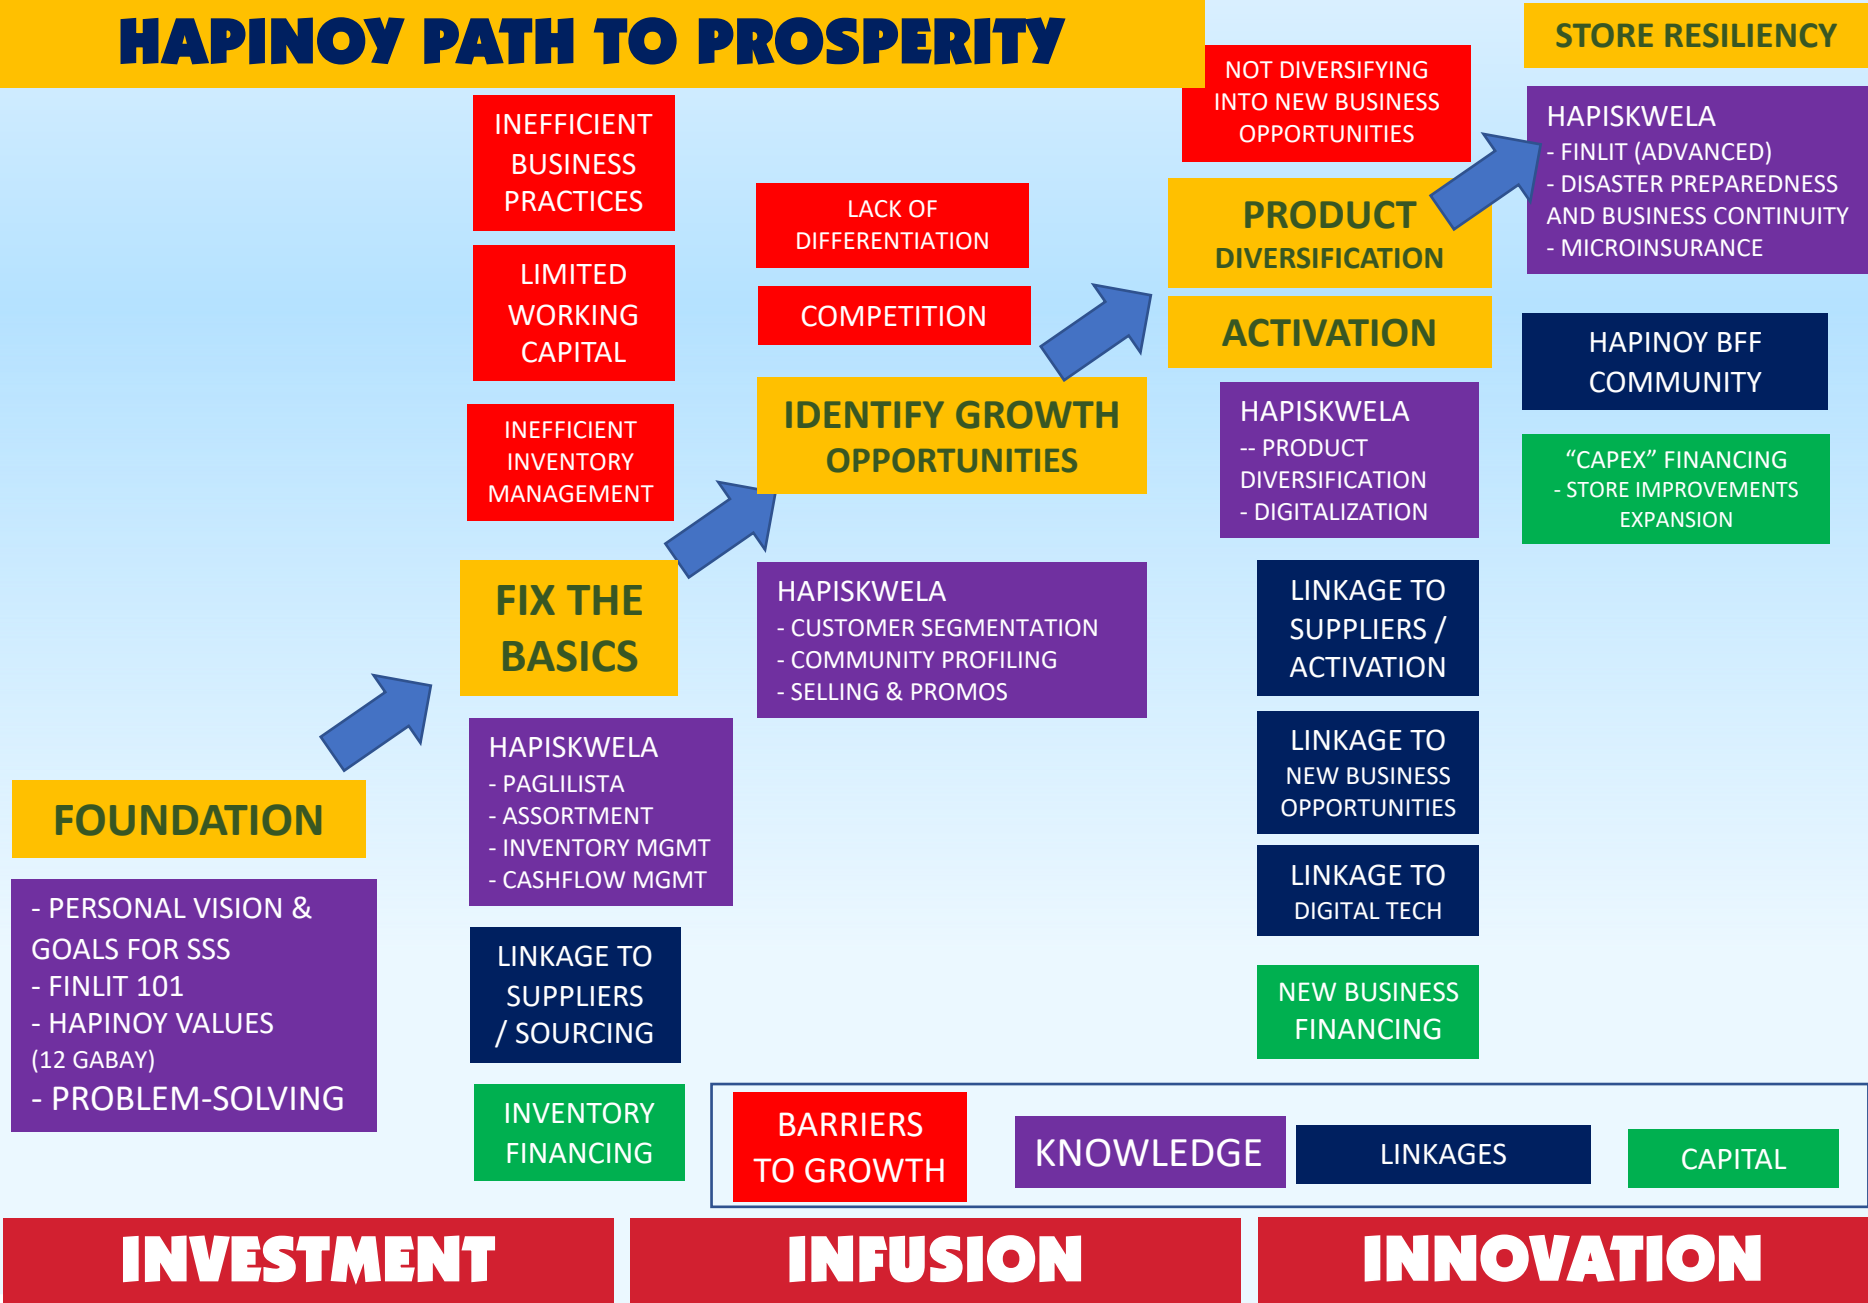 HAPINOY PATH TO PROSPERITY
FOUNDATION
- PERSONAL VISION &
GOALS FOR SSS
- FINLIT 101
- HAPINOY VALUES
(12 GABAY)
- PROBLEM-SOLVING
INEFFICIENT
BUSINESS
PRACTICES
LIMITED
WORKING
CAPITAL
INEFFICIENT
INVENTORY
MANAGEMENT
FIX THE
BASICS
HAPISKWELA
- PAGLILISTA
- ASSORTMENT
- INVENTORY MGMT
- CASHFLOW MGMT
LINKAGE TO
SUPPLIERS
/ SOURCING
INVENTORY
FINANCING
LACK OF
DIFFERENTIATION
COMPETITION
IDENTIFY GROWTH
OPPORTUNITIES
HAPISKWELA
- CUSTOMER SEGMENTATION
- COMMUNITY PROFILING
- SELLING & PROMOS
NOT DIVERSIFYING
INTO NEW BUSINESS
OPPORTUNITIES
PRODUCT
DIVERSIFICATION
ACTIVATION
HAPISKWELA
-- PRODUCT
DIVERSIFICATION
- DIGITALIZATION
LINKAGE TO
SUPPLIERS /
ACTIVATION
LINKAGE TO
NEW BUSINESS
OPPORTUNITIES
LINKAGE TO
DIGITAL TECH
NEW BUSINESS
FINANCING
STORE RESILIENCY
HAPISKWELA
- FINLIT (ADVANCED)
- DISASTER PREPAREDNESS
AND BUSINESS CONTINUITY
- MICROINSURANCE
HAPINOY BFF
COMMUNITY
“CAPEX” FINANCING
- STORE IMPROVEMENTS
EXPANSION
BARRIERS
TO GROWTH
KNOWLEDGE
LINKAGES
CAPITAL
INVESTMENT
INFUSION
INNOVATION